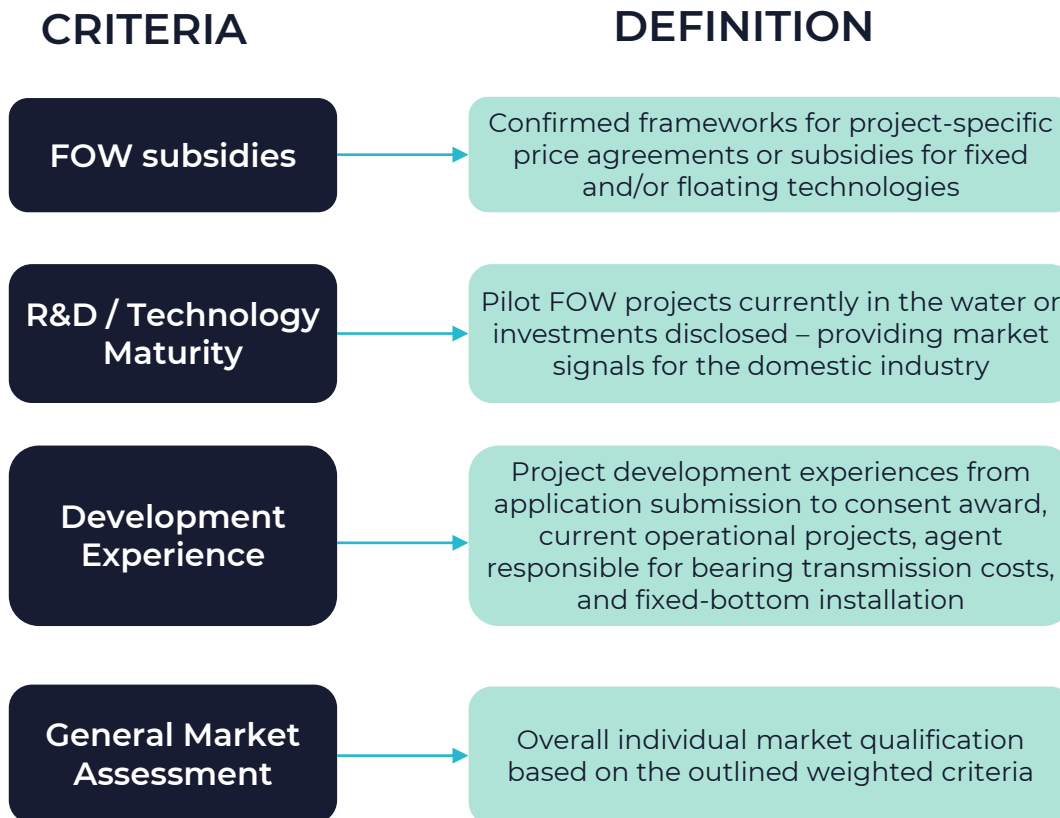 CRITERIA
DEFINITION
FOW subsidies
Confirmed frameworks for project-specific
price agreements or subsidies for fixed
and/or floating technologies
R&D / Technology
Maturity
Pilot FOW projects currently in the water or
investments disclosed – providing market
signals for the domestic industry
Development
Experience
Project development experiences from
application submission to consent award,
current operational projects, agent
responsible for bearing transmission costs,
and fixed-bottom installation
General Market
Assessment
Overall individual market qualification
based on the outlined weighted criteria